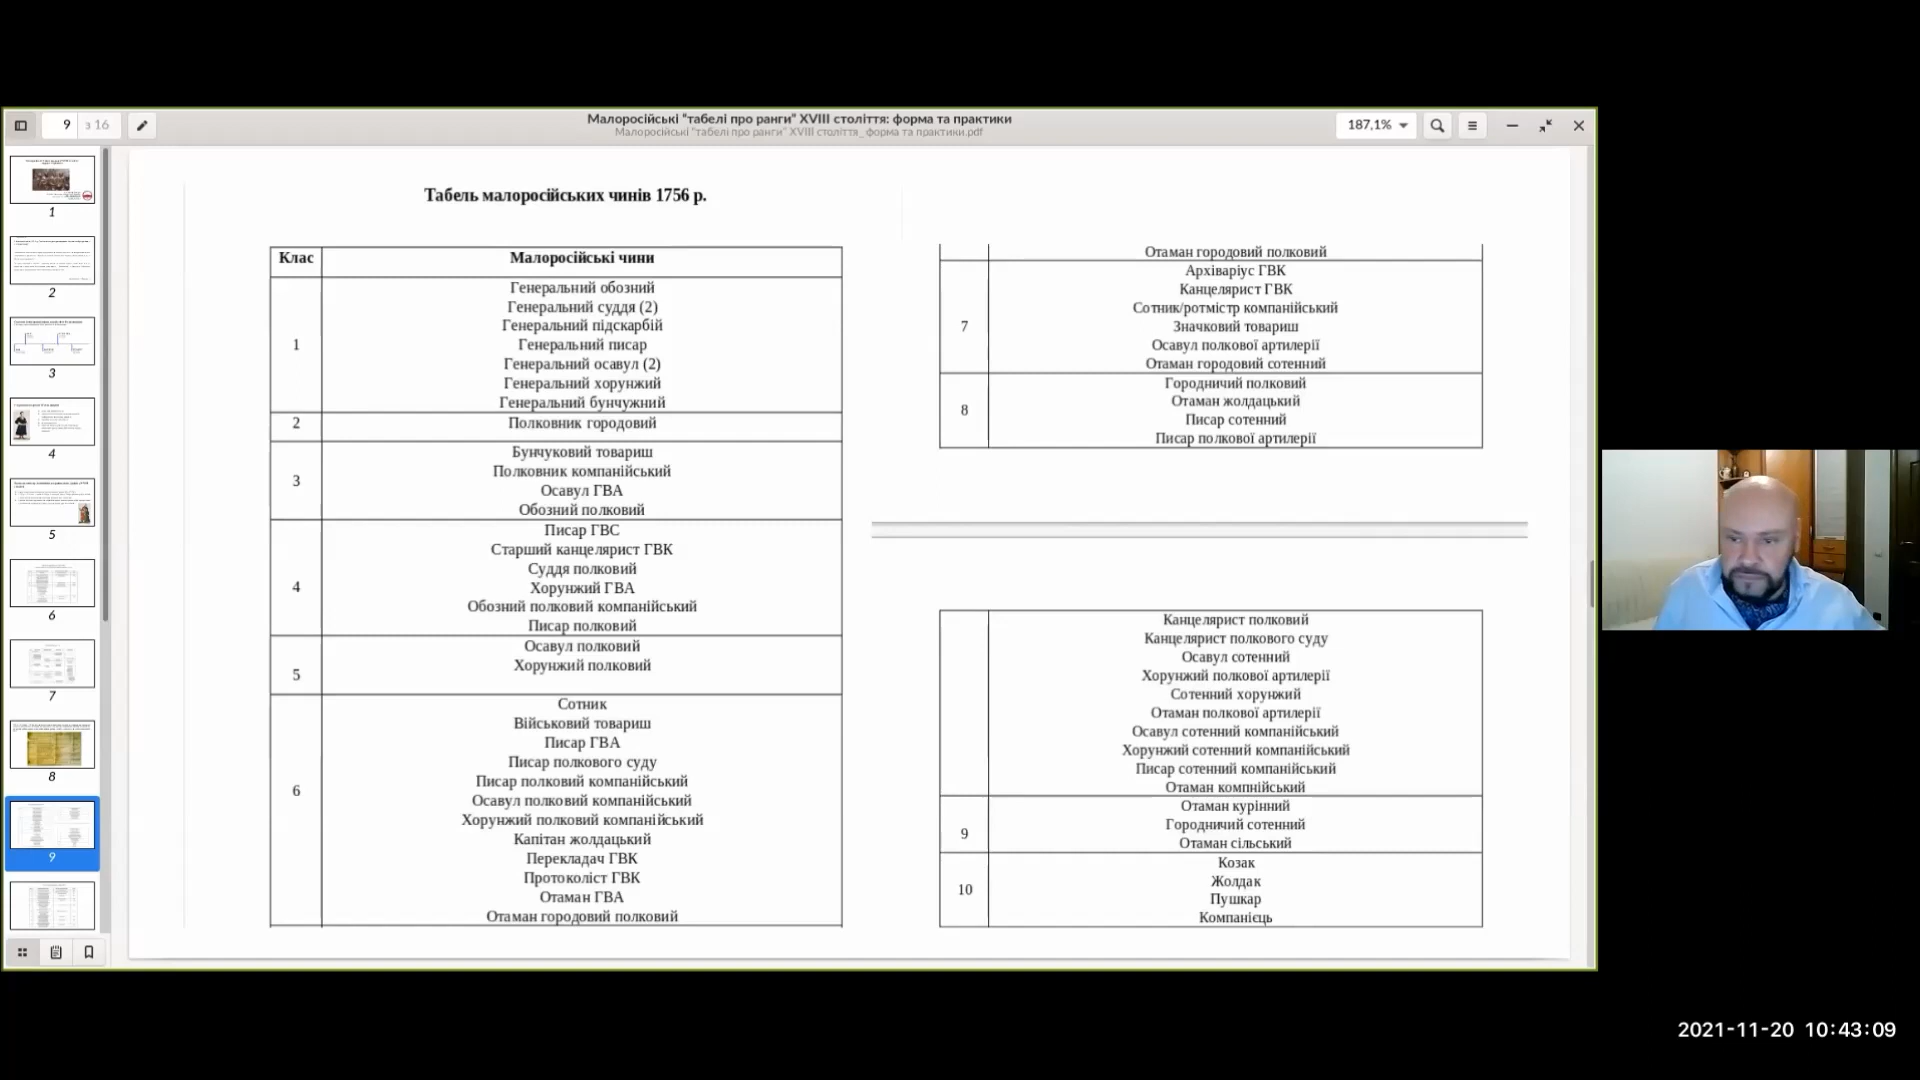 9 з 16
Малоросійські "табелі про ранги" XVIII століття: форма та практики
Малоросійські "табелі про ранги" XVIII століття_ форма та практики.pdf
187,1%
1
2
3
4
5
6
7
8
9
Табель малоросійських чинів 1756 р.
Клас Малоросійські чини
1
Генеральний обозний
Генеральний суддя (2)
Генеральний підскарбій
Генеральний писар
Генеральний осавул (2)
Генеральний хорунжий
Генеральний бунчужний
2
Полковник городовий
3
Бунчуковий товариш
Полковник компанійський
Осавул ГВА
Обозний полковий
4
Писар ГВС
Старший канцелярист ГВК
Суддя полковий
Хорунжий ГВА
Обозний полковий компанійський
Писар полковий
5
Осавул полковий
Хорунжий полковий
6
Сотник
Військовий товариш
Писар ГВА
Писар полкового суду
Писар полковий компанійський
Осавул полковий компанійський
Хорунжий полковий компанійський
Капітан жолдацький
Перекладач ГВК
Протоколіст ГВК
Отаман ГВА
Отаман городовий полковий
Отаман городовий полковий
7
Архіваріус ГВК
Канцелярист ГВК
Сотник/ротмістр компанійський
Значковий товариш
Осавул полкової артилерії
Отаман городовий сотенний
8
Городничий полковий
Отаман жолдацький
Писар сотенний
Писар полкової артилерії
Канцелярист полковий
Канцелярист полкового суду
Осавул сотенний
Хорунжий полкової артилерії
Сотенний хорунжий
Отаман полкової артилерії
Осавул сотенний компанійський
Хорунжий сотенний компанійський
Писар сотенний компанійський
Отаман компнійський
9
Отаман курінний
Городничий сотенний
Отаман сільський
10
Козак
Жолдак
Пушкар
Компанієць
2021-11-20 10:43:09